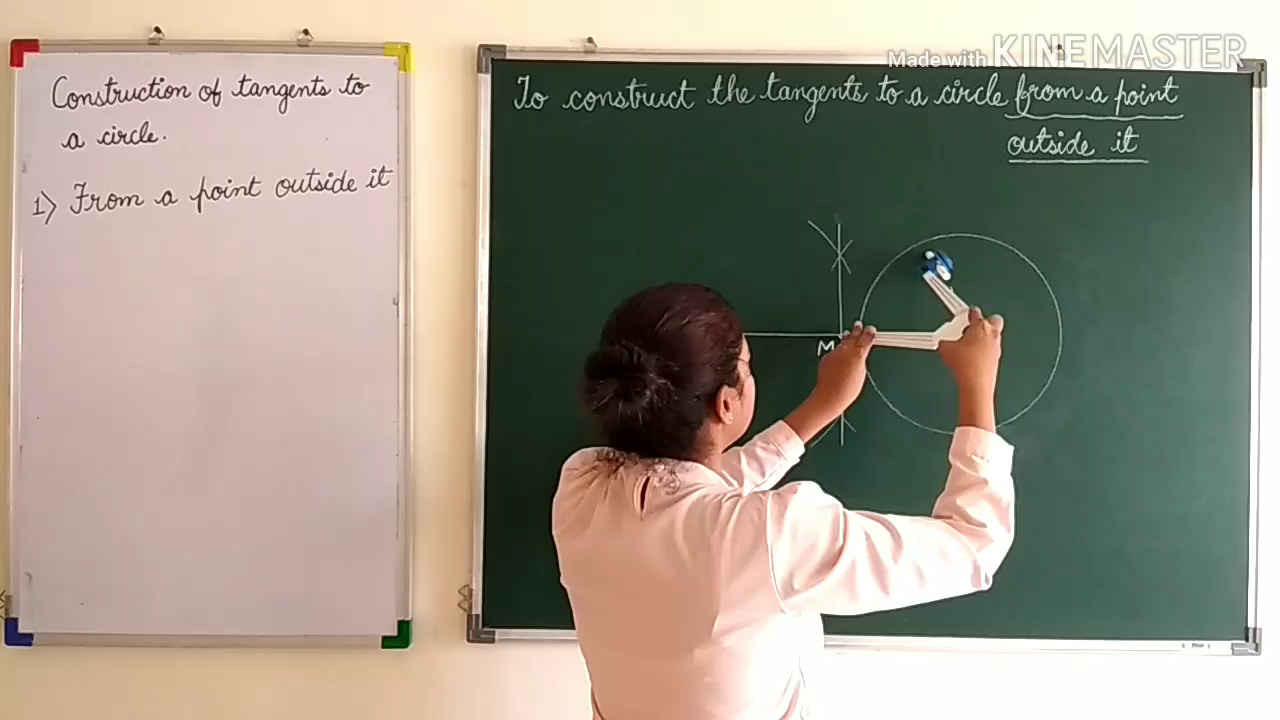 Made with KINEMASTER
Construction of tangents to
a circle.
1) From a point outside it
To construct the tangents to a circle from a point
outside it
M